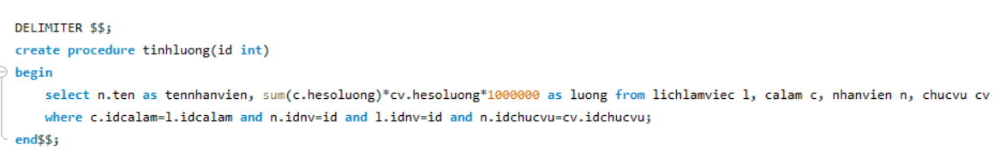 DELIMITER $$;
create procedure tinhluong(id int)
begin
select n.ten as tennhanvien, sum(c.hesoluong)*cv.hesoluong*1000000 as luong from lichlamviec l, calam c, nhanvien n, chucvu cv
where c.idcalam=l.idcalam and n.idnv=id and l.idnv=id and n.idchucvu=cv.idchucvu;
end$$;